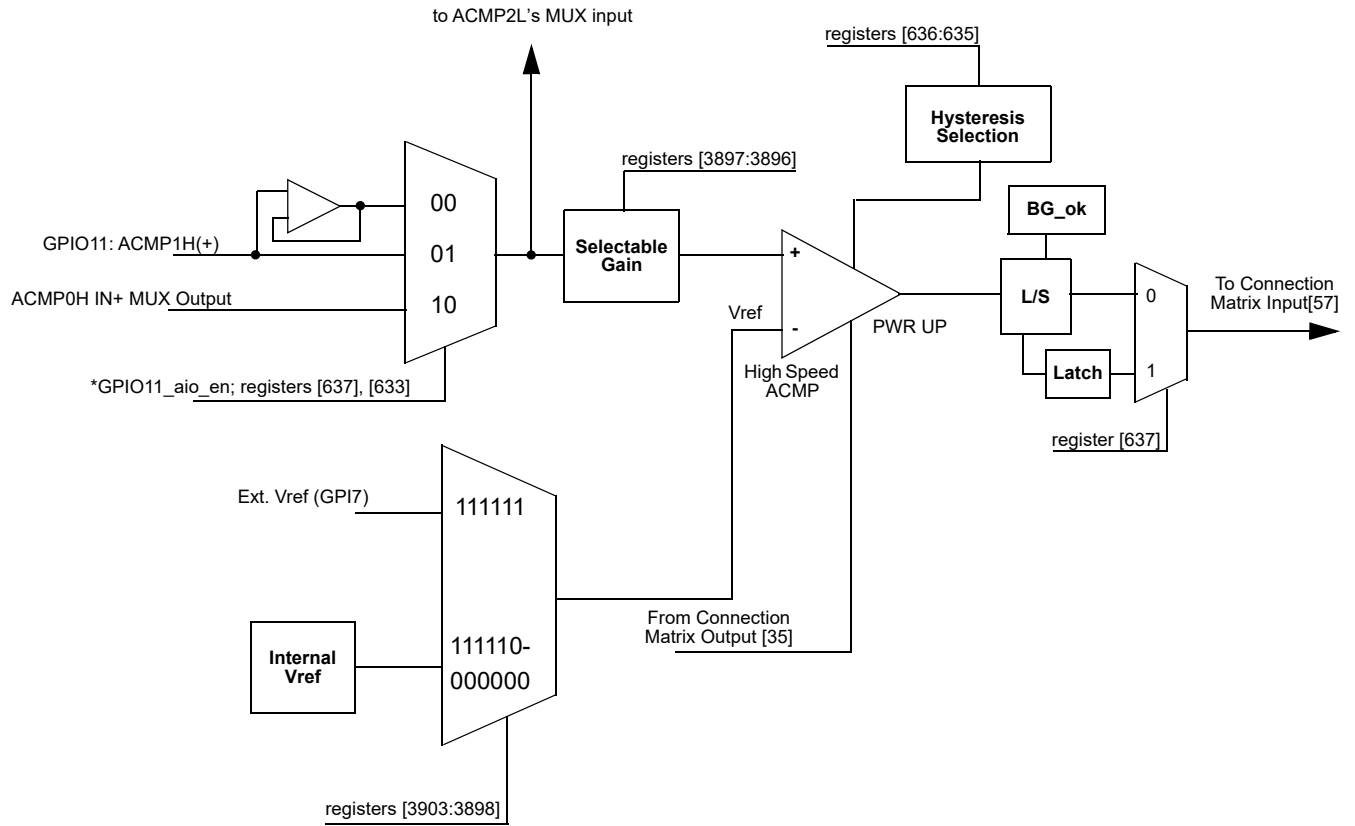 to ACMP2L's MUX input
registers [636:635]
Hysteresis
Selection
registers [3897:3896]
00
BG_ok
GPIO11: ACMP1H(+)
01
Selectable
Gain
+
To Connection
Matrix Input[57]
ACMP0H IN+ MUX Output
10
L/S
0
Vref
-
PWR UP
High Speed
ACMP
Latch
1
*GPIO11_aio_en; registers [637], [633]
register [637]
Ext. Vref (GPI7)
111111
From Connection
Matrix Output [35]
Internal
Vref
111110-
000000
registers [3903:3898]